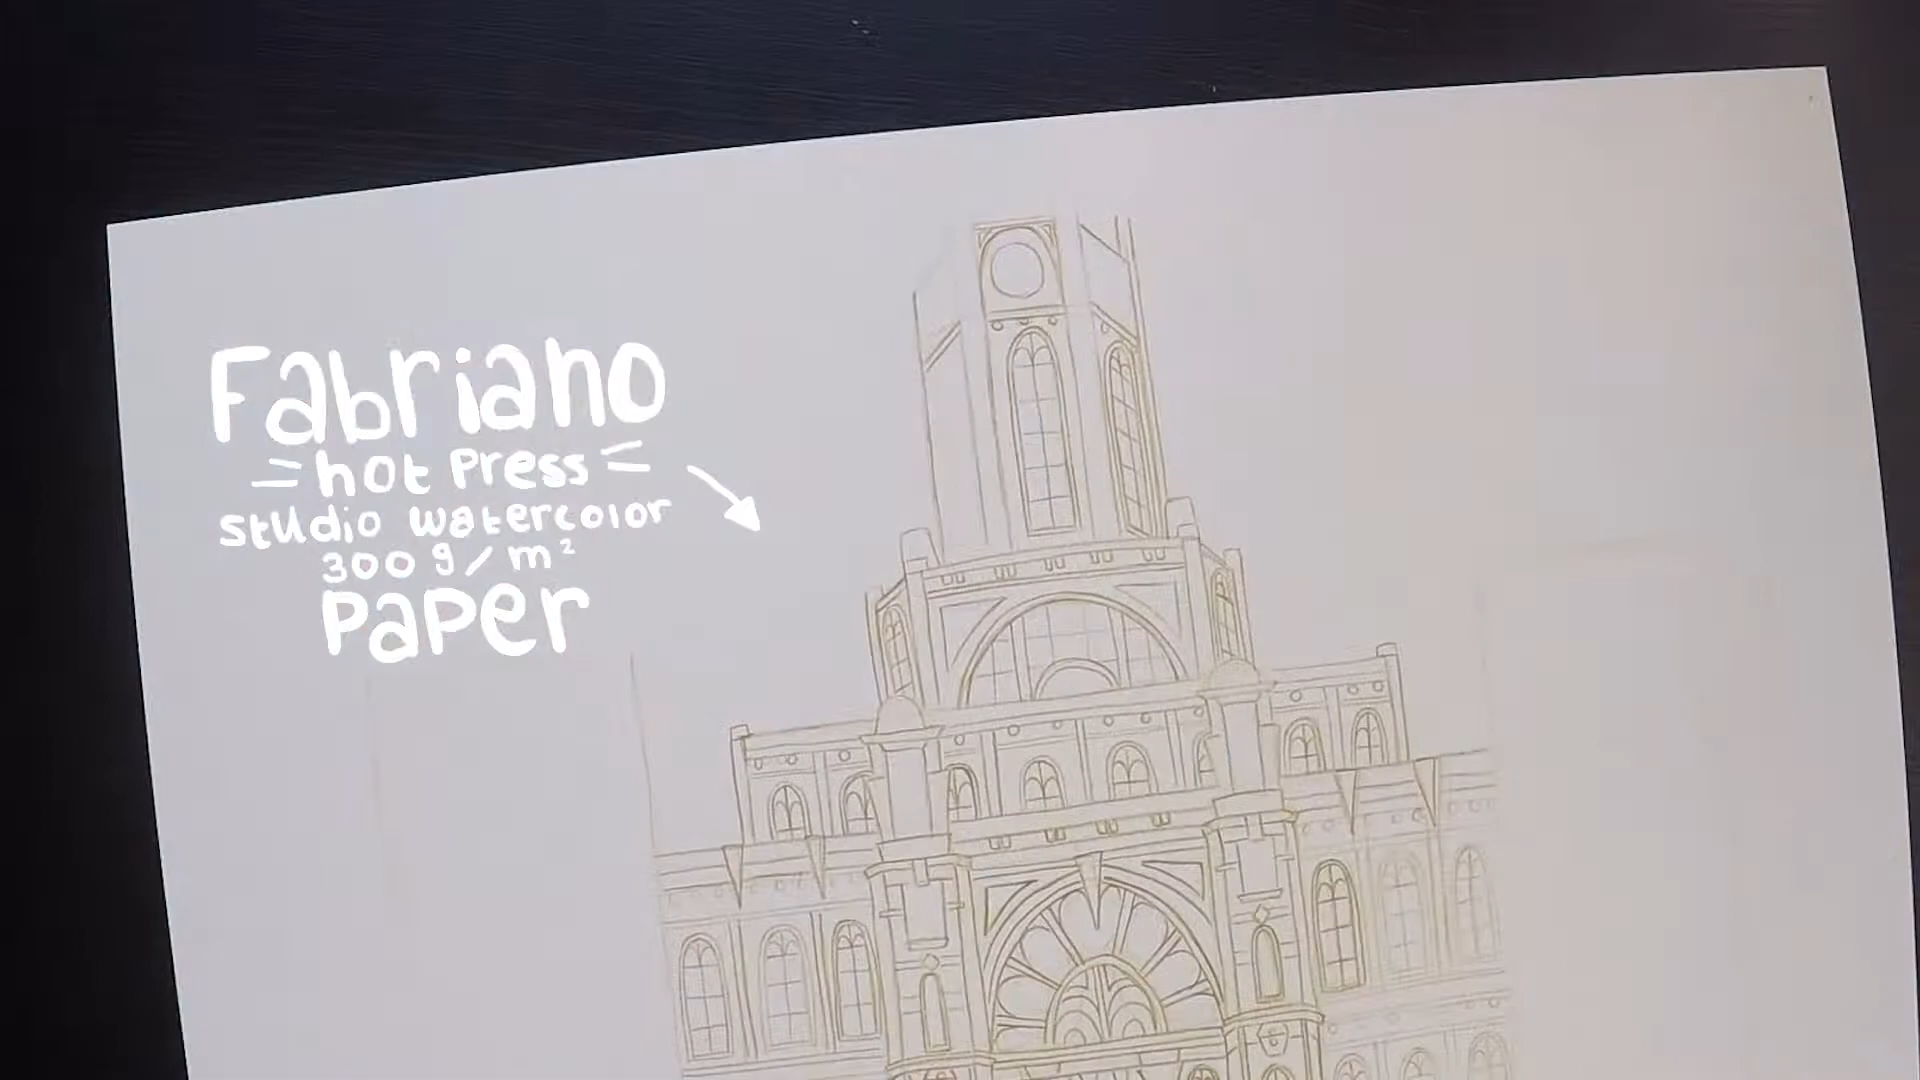 Fabriano
= hot Press =
studio watercolor
300 g/m²
Paper